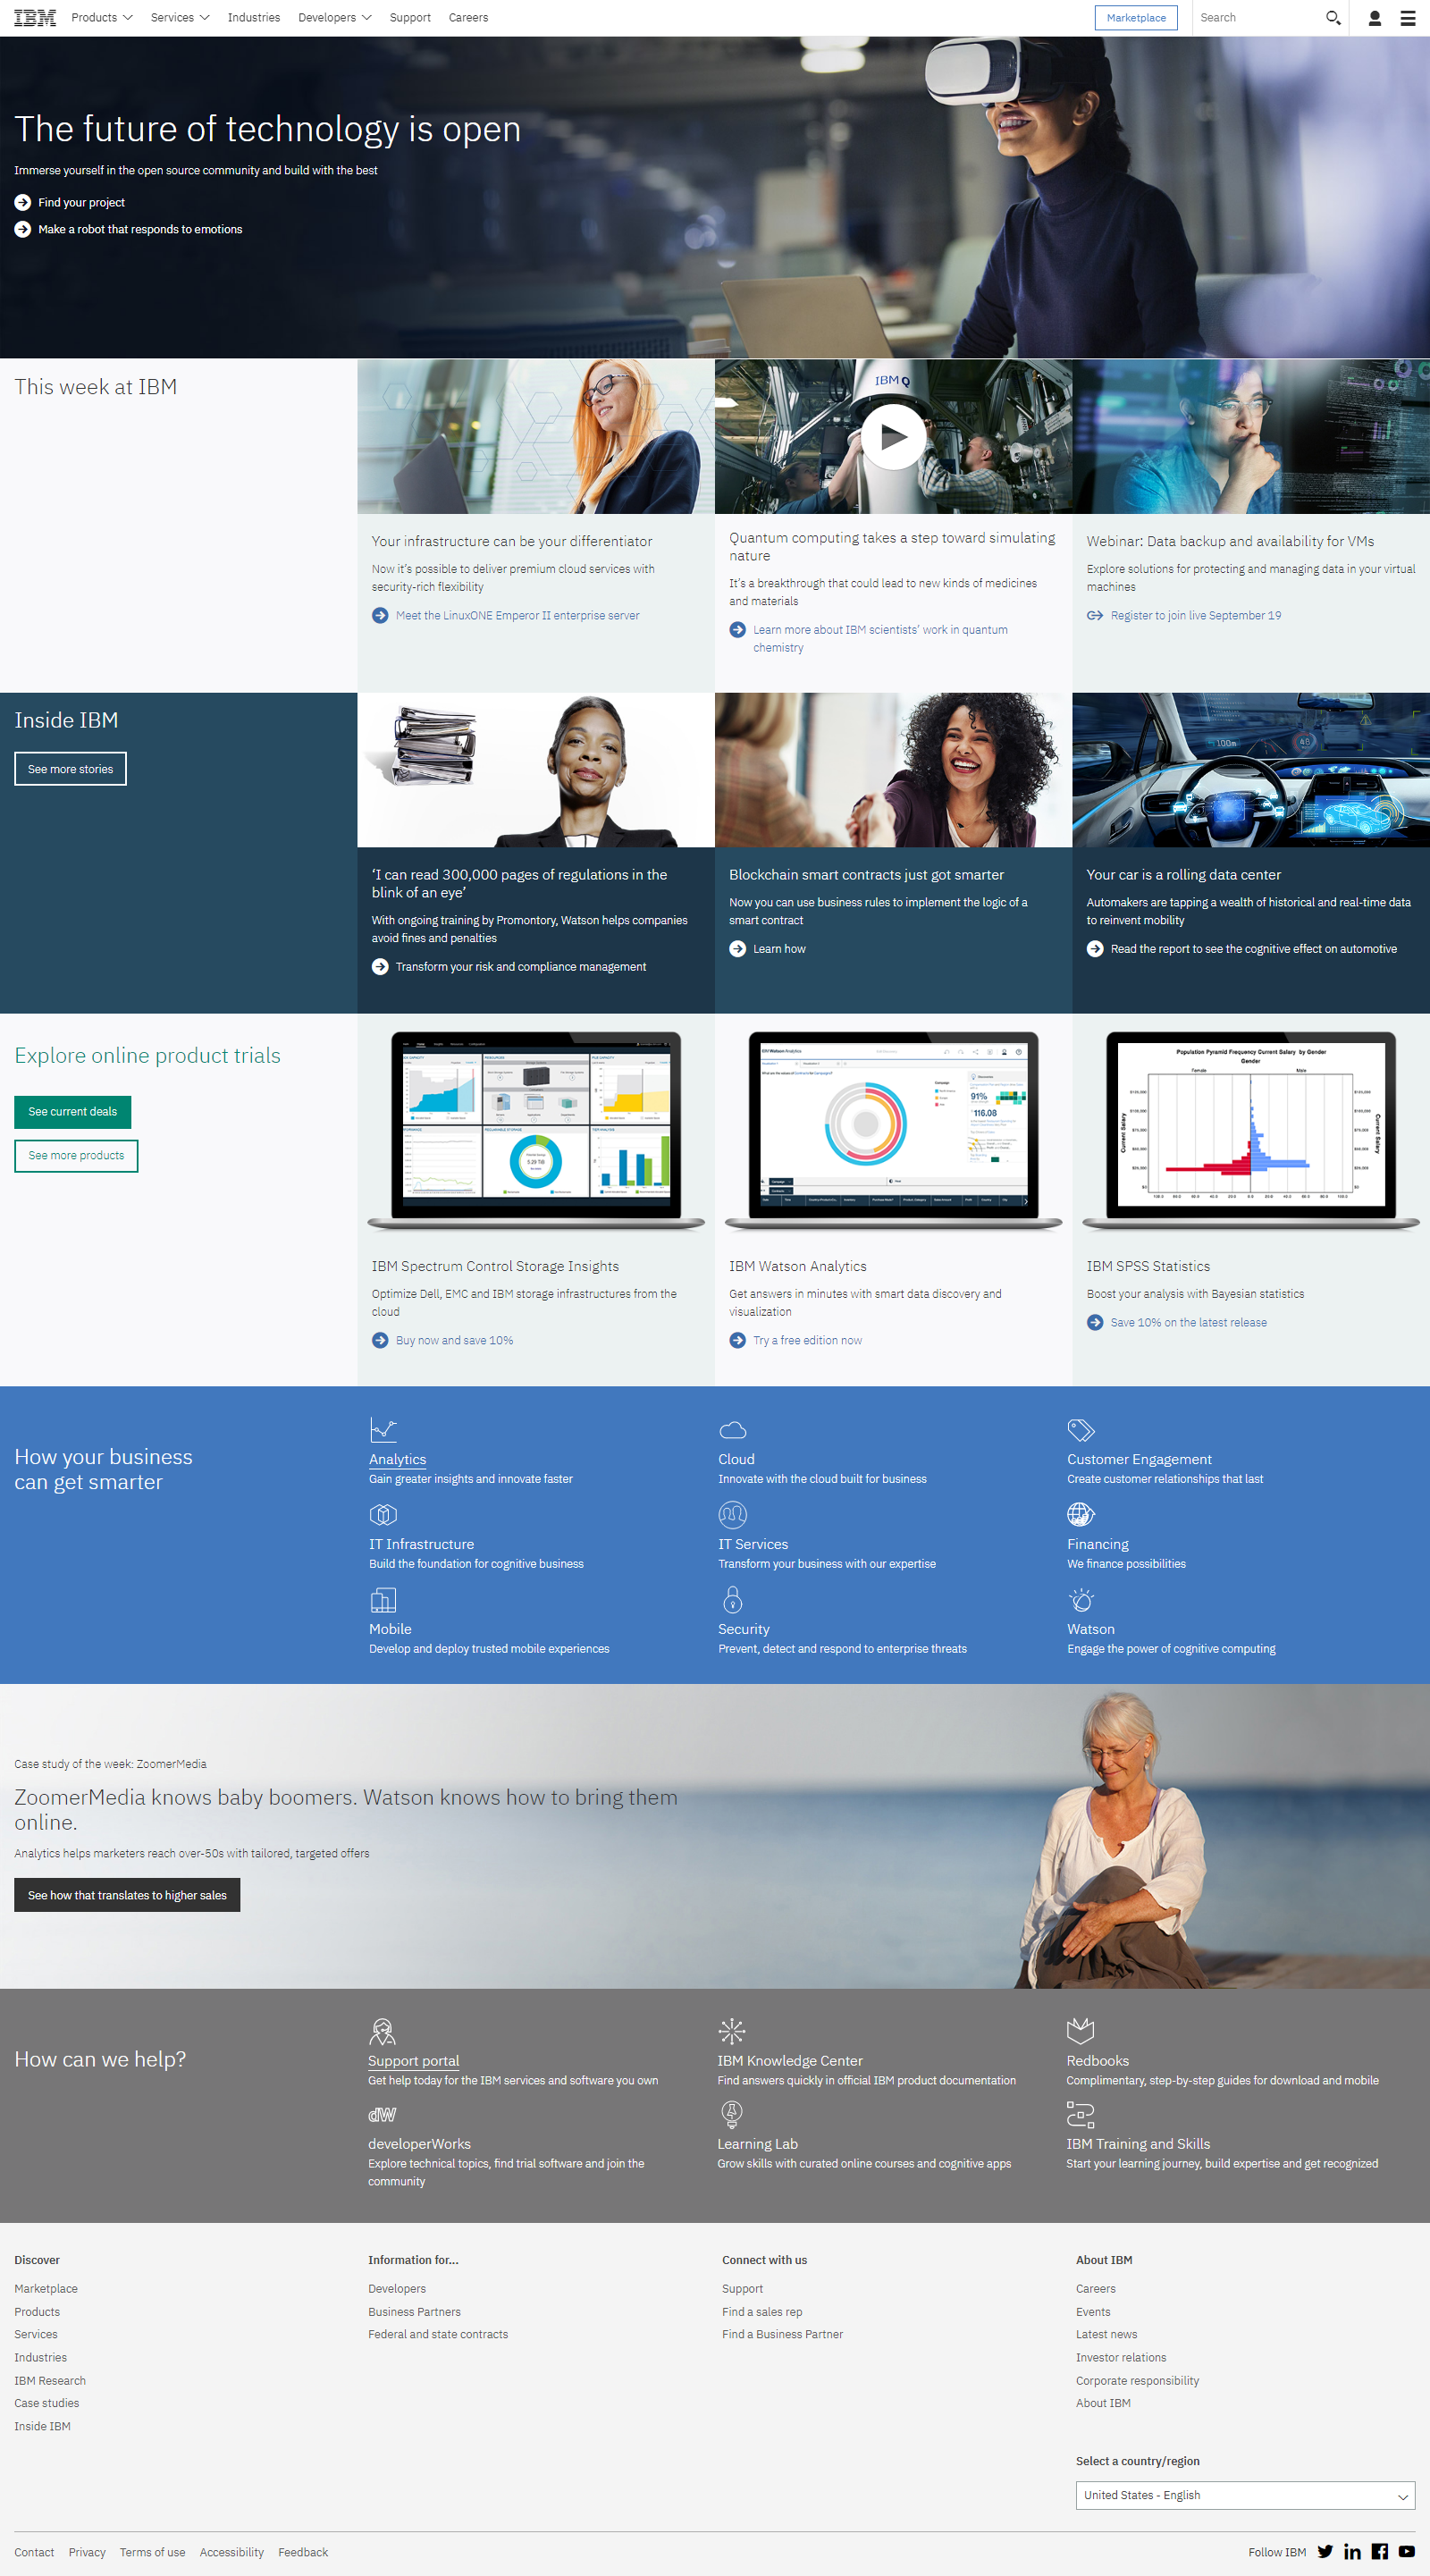 IBM Products Services Industries Developers Support Careers Marketplace Search
The future of technology is open
Immerse yourself in the open source community and build with the best
Find your project
Make a robot that responds to emotions
This week at IBM
IBM Q
Your infrastructure can be your differentiator
Now it’s possible to deliver premium cloud services with
security-rich flexibility
Meet the LinuxONE Emperor II enterprise server
Quantum computing takes a step toward simulating
nature
It’s a breakthrough that could lead to new kinds of medicines
and materials
Learn more about IBM scientists’ work in quantum
chemistry
Webinar: Data backup and availability for VMs
Explore solutions for protecting and managing data in your virtual
machines
Register to join live September 19
Inside IBM
See more stories
‘I can read 300,000 pages of regulations in the
blink of an eye’
With ongoing training by Promontory, Watson helps companies
avoid fines and penalties
Transform your risk and compliance management
Blockchain smart contracts just got smarter
Now you can use business rules to implement the logic of a
smart contract
Learn how
100m
Your car is a rolling data center
Automakers are tapping a wealth of historical and real-time data
to reinvent mobility
Read the report to see the cognitive effect on automotive
Explore online product trials
See current deals
See more products
IBM Spectrum Control Storage Insights
Optimize Dell, EMC and IBM storage infrastructures from the
cloud
Buy now and save 10%
IBM Watson Analytics
91%
116.08
IBM Watson Analytics
Get answers in minutes with smart data discovery and
visualization
Try a free edition now
Population Pyramid Frequency Current Salary by Gender
Gender
Female Male
Current Salary
Current Salary
IBM SPSS Statistics
Boost your analysis with Bayesian statistics
Save 10% on the latest release
How your business
can get smarter
Analytics
Gain greater insights and innovate faster
Cloud
Innovate with the cloud built for business
Customer Engagement
Create customer relationships that last
IT Infrastructure
Build the foundation for cognitive business
IT Services
Transform your business with our expertise
Financing
We finance possibilities
Mobile
Develop and deploy trusted mobile experiences
Security
Prevent, detect and respond to enterprise threats
Watson
Engage the power of cognitive computing
Case study of the week: ZoomerMedia
ZoomerMedia knows baby boomers. Watson knows how to bring them
online.
Analytics helps marketers reach over-50s with tailored, targeted offers
See how that translates to higher sales
How can we help?
Support portal
Get help today for the IBM services and software you own
IBM Knowledge Center
Find answers quickly in official IBM product documentation
Redbooks
Complimentary, step-by-step guides for download and mobile
dW
developerWorks
Explore technical topics, find trial software and join the
community
Learning Lab
Grow skills with curated online courses and cognitive apps
IBM Training and Skills
Start your learning journey, build expertise and get recognized
Discover
Marketplace
Products
Services
Industries
IBM Research
Case studies
Inside IBM
Information for...
Developers
Business Partners
Federal and state contracts
Connect with us
Support
Find a sales rep
Find a Business Partner
About IBM
Careers
Events
Latest news
Investor relations
Corporate responsibility
About IBM
Select a country/region
United States - English
Contact Privacy Terms of use Accessibility Feedback
Follow IBM